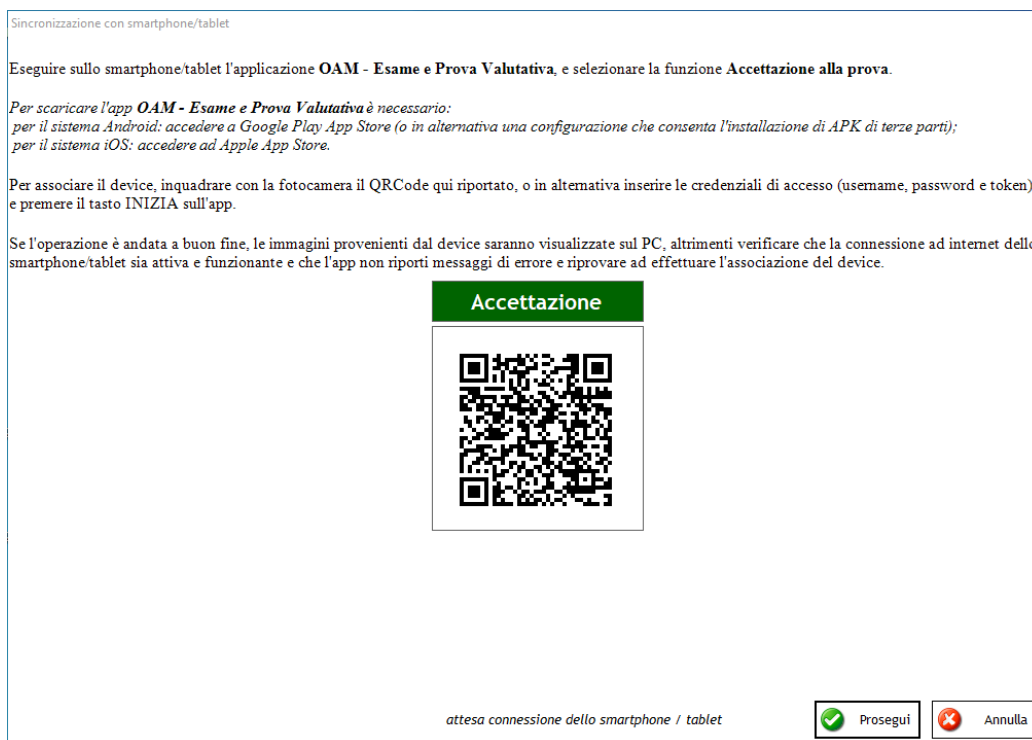 Sincronizzazione con smartphone/tablet
Eseguire sullo smartphone/tablet l'applicazione OAM - Esame e Prova Valutativa, e selezionare la funzione Accettazione alla prova.
Per scaricare l'app OAM - Esame e Prova Valutativa è necessario:
per il sistema Android: accedere a Google Play App Store (o in alternativa una configurazione che consenta l'installazione di APK di terze parti);
per il sistema iOS: accedere ad Apple App Store.
Per associare il device, inquadrare con la fotocamera il QRCode qui riportato, o in alternativa inserire le credenziali di accesso (username, password e token)
e premere il tasto INIZIA sull'app.
Se l'operazione è andata a buon fine, le immagini provenienti dal device saranno visualizzate sul PC, altrimenti verificare che la connessione ad internet dello
smartphone/tablet sia attiva e funzionante e che l'app non riporti messaggi di errore e riprovare ad effettuare l'associazione del device.
Accettazione
attesa connessione dello smartphone / tablet
Prosegui
Annulla